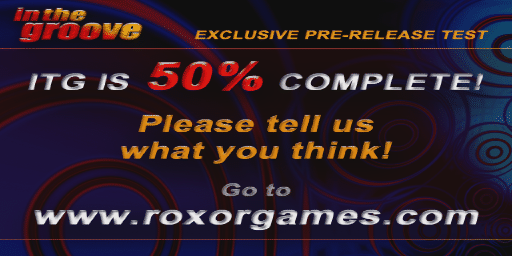 in the
groove
EXCLUSIVE PRE-RELEASE TEST
ITG IS 50% COMPLETE!
Please tell us
what you think!
Go to
www.roxorgames.com